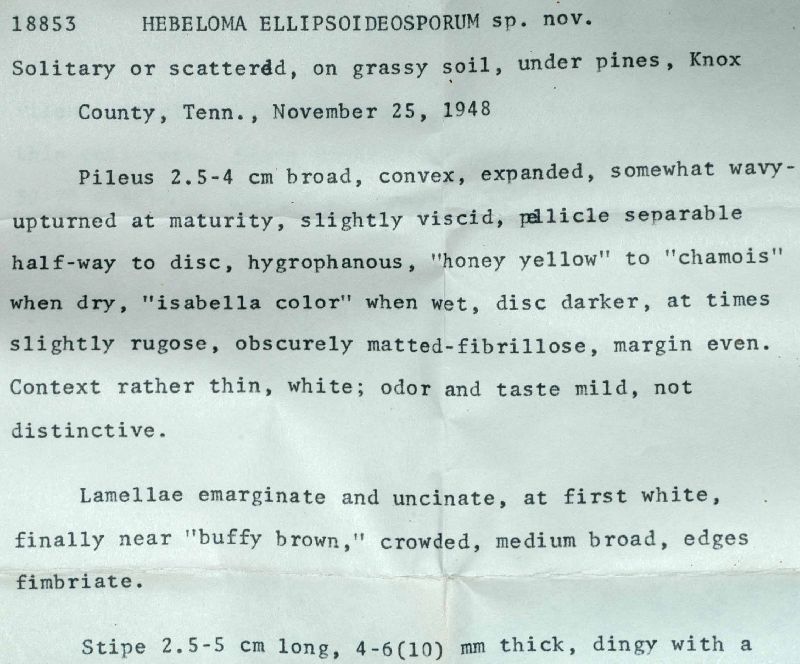 18853 HEBELOMA ELLIPSOIDEOSPORUM sp. nov.
Solitary or scattered, on grassy soil, under pines, Knox
County, Tenn., November 25, 1948
Pileus 2.5-4 cm broad, convex, expanded, somewhat wavy-
upturned at maturity, slightly viscid, pellicle separable
half-way to disc, hygrophanous, "honey yellow" to "chamois"
when dry, "isabella color" when wet, disc darker, at times
slightly rugose, obscurely matted-fibrillose, margin even.
Context rather thin, white; odor and taste mild, not
distinctive.
Lamellae emarginate and uncinate, at first white,
finally near "buffy brown," crowded, medium broad, edges
fimbriate.
Stipe 2.5-5 cm long, 4-6(10) mm thick, dingy with a